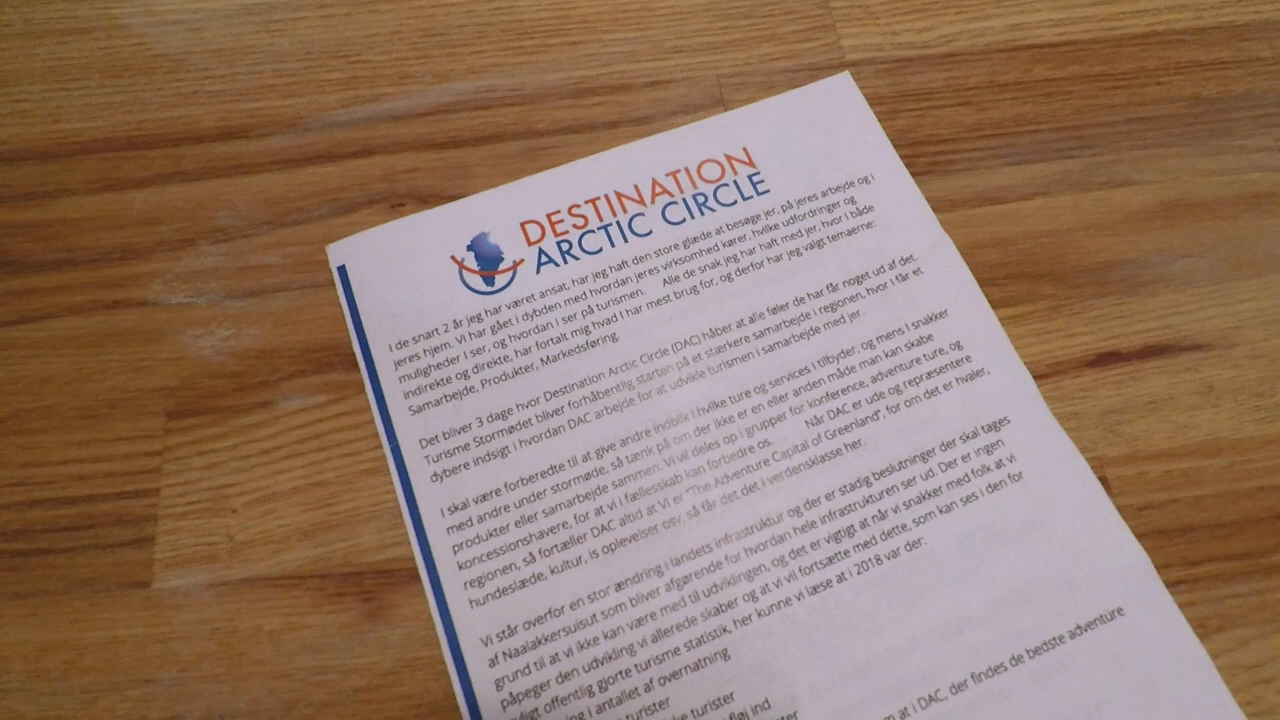 DESTINATION
ARCTIC CIRCLE
I de snart 2 år jeg har været ansat, har jeg haft den store glæde at besøge jer, på jeres arbejde og i
jeres hjem. Vi har gået i dybden med hvordan jeres virksomhed kører, hvilke udfordringer og
muligheder I ser, og hvordan I ser på turismen. Alle de snak jeg har haft med jer, hvor I både
indirekte og direkte, har fortalt mig hvad I har mest brug for, og derfor har jeg valgt temaerne:
Samarbejde, Produkter, Markedsføring.
Det bliver 3 dage hvor Destination Arctic Circle (DAC) håber at alle føler de har får noget ud af det.
Turisme Stormødet bliver forhåbentlig starten på et stærkere samarbejde i regionen, hvor I får et
dybere indsigt i hvordan DAC arbejde for at udvikle turismen i samarbejde med jer.
I skal være forberedte til at give andre indblik i hvilke ture og services I tilbyder, og mens I snakker
med andre under stormøde, så tænk på om der ikke er en eller anden måde man kan skabe
produkter eller samarbejde sammen. Vi vil deles op i grupper for konference, adventure ture, og
koncessionshavere, for at vi i fællesskab kan forbedre os. Når DAC er ude og repræsentere
regionen, så fortæller DAC altid at Vi er "The Adventure Capital of Greenland", for om det er hvaler,
hundeslæde, kultur, is oplevelser osv. så får det det i verdensklasse her.
Vi står overfor en stor ændring i landets infrastruktur og der er stadig beslutninger der skal tages
af Naalakkersuisut som bliver afgørende for hvordan hele infrastrukturen ser ud. Der er ingen
grund til at vi ikke kan være med til udviklingen, og det er vigtigt at når vi snakker med folk at vi
påpeger den udvikling vi allerede skaber og at vi vil fortsætte med dette, som kan ses i den for
offentlig gjorte turisme statistik, her kunne vi læse at i 2018 var der:
i antallet af overnatning
turister
turister
fløj ind
m at i DAC, der findes de bedste adventure